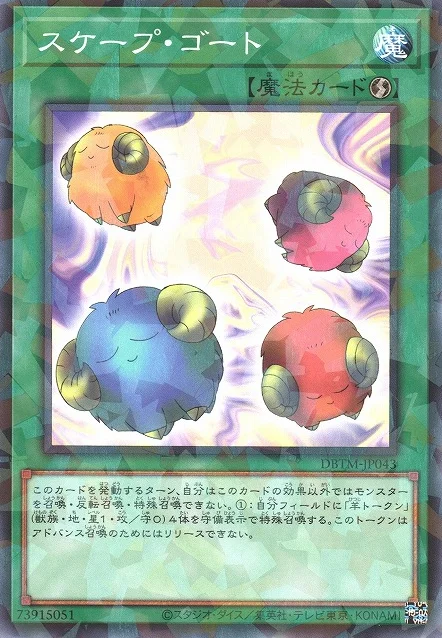 スケープ・ゴート
魔
【魔法カード】
DBTM-JP043
このカードを発動するターン、自分はこのカードの効果以外ではモンスター
を召喚・反転召喚・特殊召喚できない。①:自分フィールドに「羊トークン」
(獣族・地・星1・攻/守0)4体を守備表示で特殊召喚する。このトークンは
アドバンス召喚のためにはリリースできない。
73915051
©スタジオ・ダイス/集英社・テレビ東京・KONAMI